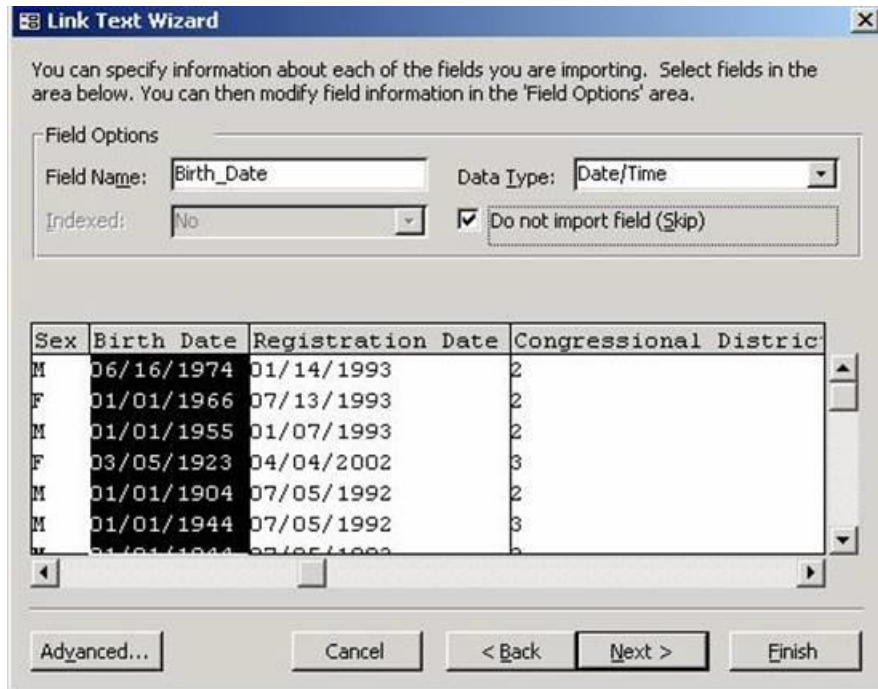 Link Text Wizard
You can specify information about each of the fields you are importing. Select fields in the
area below. You can then modify field information in the 'Field Options' area.
Field Options
Field Name: Birth_Date Data Type: Date/Time
Indexed: No Do not import field (Skip)
Sex Birth Date Registration Date Congressional Distric
M 06/16/1974 01/14/1993 2
F 01/01/1966 07/13/1993 2
M 01/01/1955 01/07/1993 2
F 03/05/1923 04/04/2002 3
M 01/01/1904 07/05/1992 2
M 01/01/1944 07/05/1992 3
Advanced... Cancel < Back Next > Finish